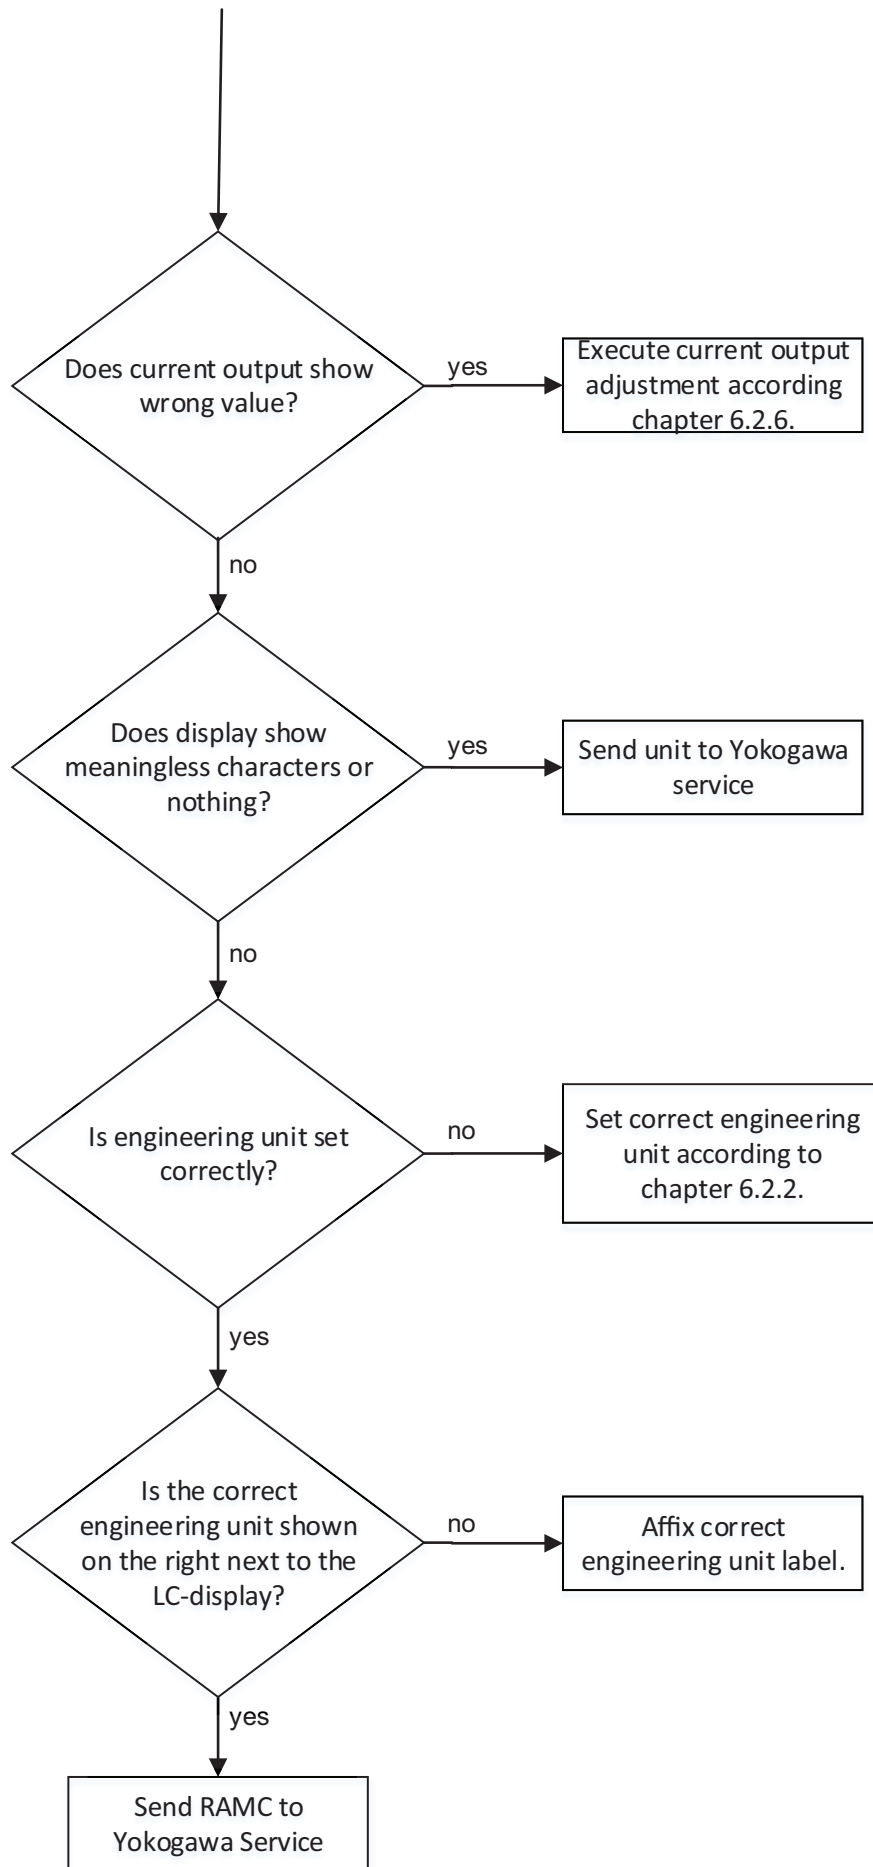 Does current output show
wrong value?
yes
Execute current output
adjustment according
chapter 6.2.6.
no
Does display show
meaningless characters or
nothing?
yes
Send unit to Yokogawa
service
no
Is engineering unit set
correctly?
no
Set correct engineering
unit according to
chapter 6.2.2.
yes
Is the correct
engineering unit shown
on the right next to the
LC-display?
no
Affix correct
engineering unit label.
yes
Send RAMC to
Yokogawa Service